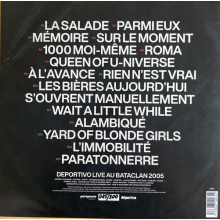 LA SALADE PARMI EUX
MÉMOIRE SUR LE MOMENT
1000 MOI-MÊME ROMA
QUEEN OF U-NIVERSE
À L'AVANCE RIEN N'EST VRAI
LES BIÈRES AUJOURD'HUI
S'OUVRENT MANUELLEMENT
WAIT A LITTLE WHILE
ALAMBIQUÉ
YARD OF BLONDE GIRLS
L'IMMOBILITÉ
PARATONNERRE
DEPORTIVO LIVE AU BATACLAN 2005